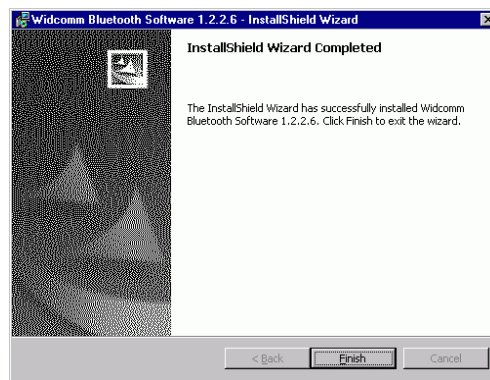 Widcomm Bluetooth Software 1.2.2.6 - InstallShield Wizard
InstallShield Wizard Completed
The InstallShield Wizard has successfully installed Widcomm
Bluetooth Software 1.2.2.6. Click Finish to exit the wizard.
< Back
Finish
Cancel